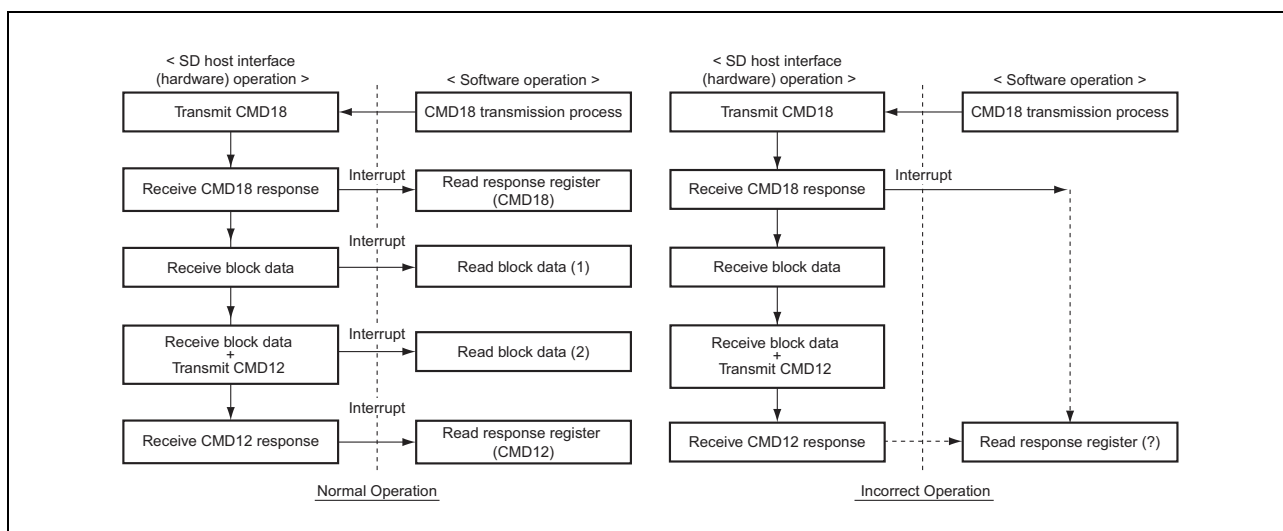 < SD host interface
(hardware) operation >
< Software operation >
Transmit CMD18
CMD18 transmission process
Receive CMD18 response
Interrupt
Read response register
(CMD18)
Receive block data
Interrupt
Read block data (1)
Receive block data
+
Transmit CMD12
Interrupt
Read block data (2)
Receive CMD12 response
Interrupt
Read response register
(CMD12)
Normal Operation
< SD host interface
(hardware) operation >
< Software operation >
Transmit CMD18
CMD18 transmission process
Receive CMD18 response
Interrupt
Receive block data
Receive block data
+
Transmit CMD12
Receive CMD12 response
Read response register (?)
Incorrect Operation